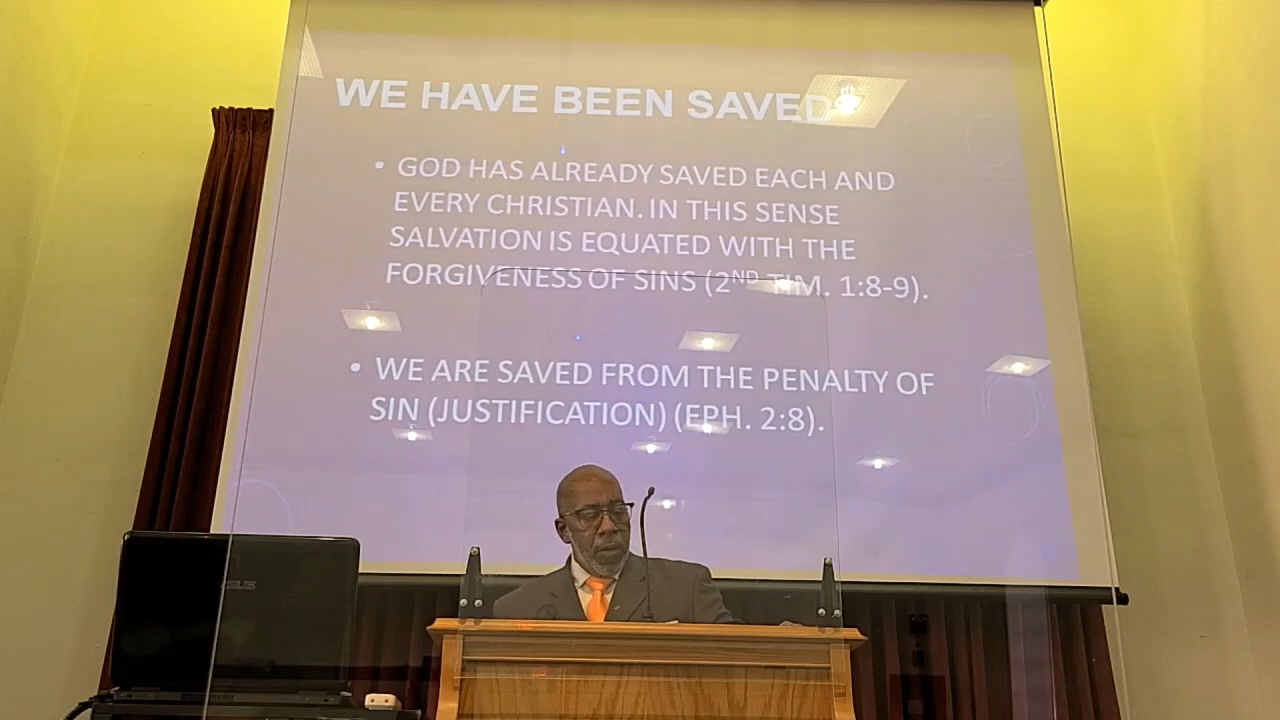 WE HAVE BEEN SAVED
• GOD HAS ALREADY SAVED EACH AND
EVERY CHRISTIAN. IN THIS SENSE
SALVATION IS EQUATED WITH THE
FORGIVENESS OF SINS (2ND TIM. 1:8-9).
• WE ARE SAVED FROM THE PENALTY OF
SIN (JUSTIFICATION) (EPH. 2:8).
ASUS